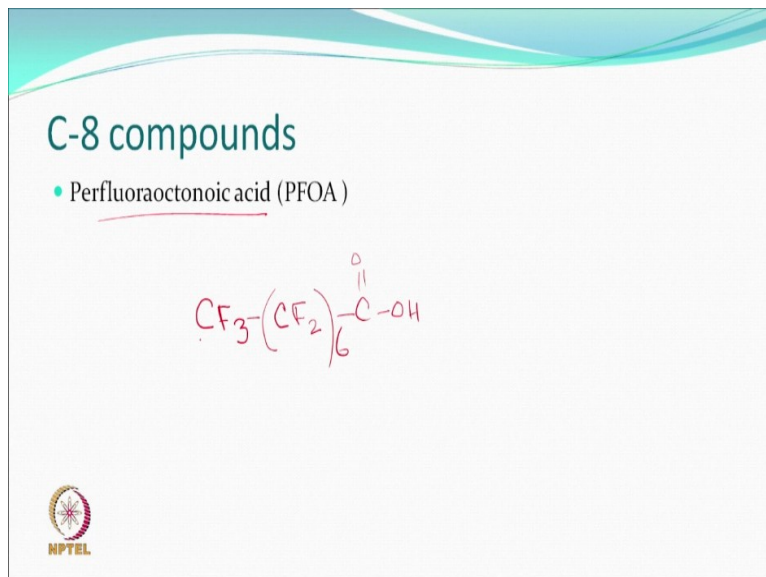 C-8 compounds
• Perfluoraoctonoic acid (PFOA )
O
||
CF3-(CF2)6-C-OH
NPTEL